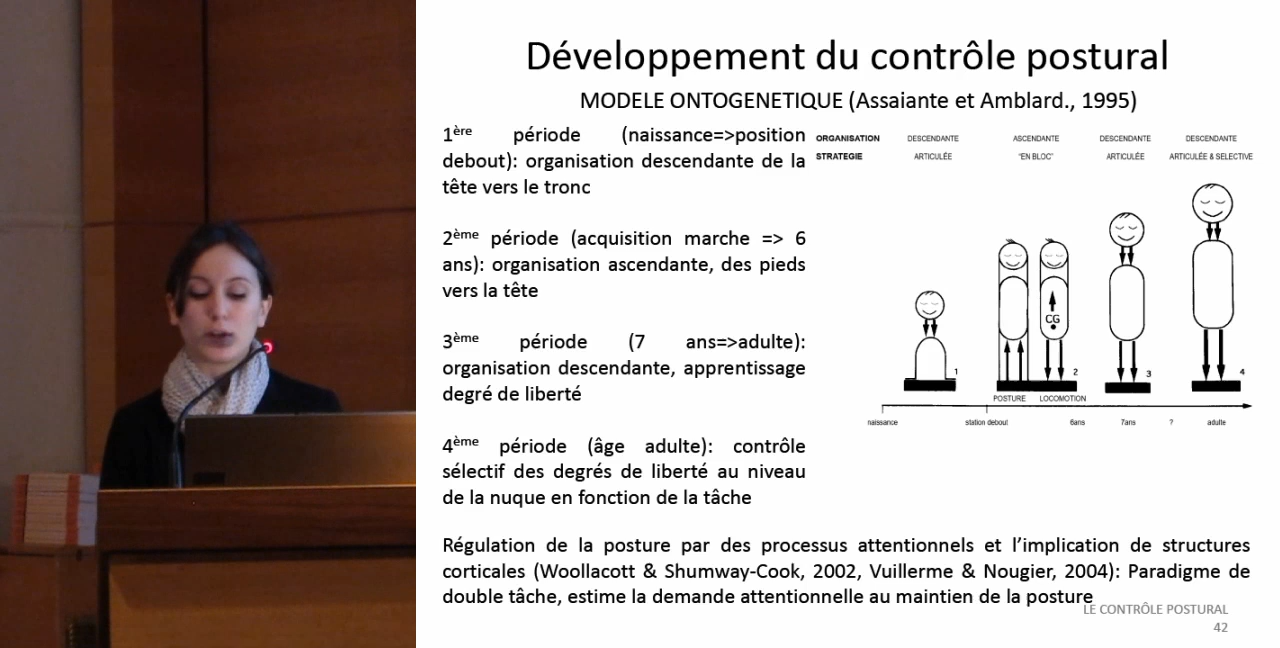 Développement du contrôle postural
MODELE ONTOGENETIQUE (Assaiante et Amblard., 1995)
1ère période (naissance=>position
debout): organisation descendante de la
tête vers le tronc
2ème période (acquisition marche => 6
ans): organisation ascendante, des pieds
vers la tête
3ème période (7 ans=>adulte):
organisation descendante, apprentissage
degré de liberté
4ème période (âge adulte): contrôle
sélectif des degrés de liberté au niveau
de la nuque en fonction de la tâche
ORGANISATION DESCENDANTE ASCENDANTE DESCENDANTE DESCENDANTE
STRATEGIE ARTICULÉE "EN BLOC" ARTICULÉE ARTICULÉE & SELECTIVE
CG
1 2 3 4
POSTURE LOCOMOTION
naissance station debout 6ans 7ans ? adulte
Régulation de la posture par des processus attentionnels et l'implication de structures
corticales (Woollacott & Shumway-Cook, 2002, Vuillerme & Nougier, 2004): Paradigme de
double tâche, estime la demande attentionnelle au maintien de la posture
LE CONTRÔLE POSTURAL
42